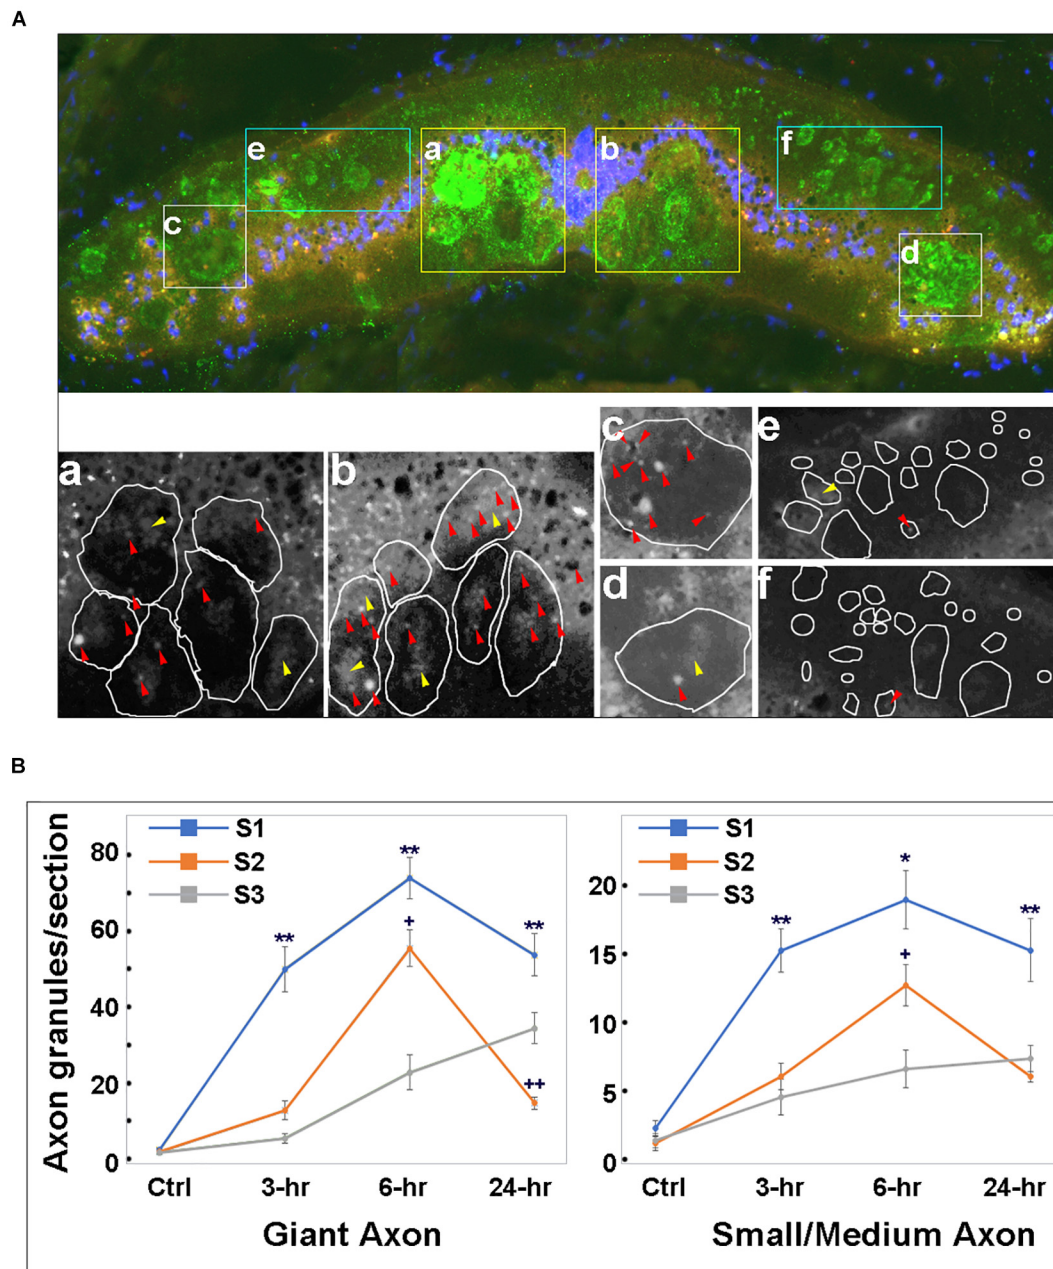 A
e
a
b
f
c
d
a
b
c
e
d
f
B
Axon granules/section
S1
S2
S3
80
60
40
20
0
**
**
**
+
++
Ctrl
3-hr
6-hr
24-hr
Giant Axon
S1
S2
S3
20
15
10
5
0
**
*
**
+
Ctrl
3-hr
6-hr
24-hr
Small/Medium Axon